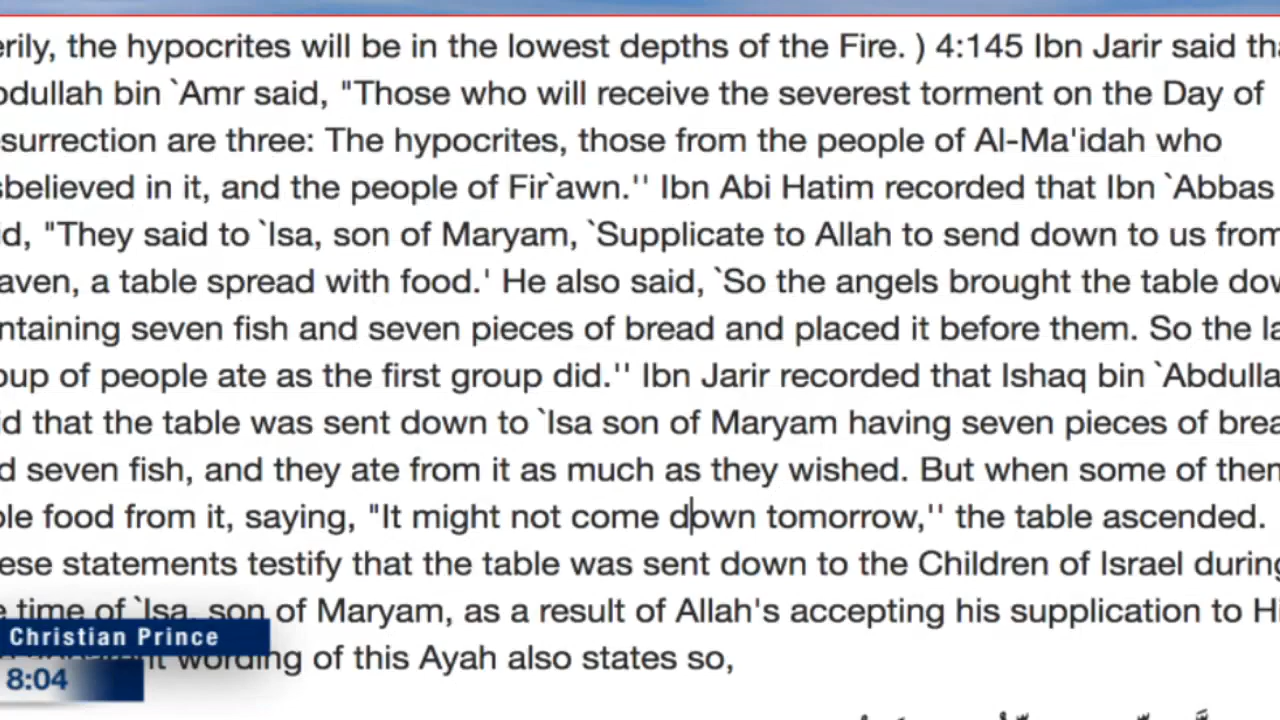 erily, the hypocrites will be in the lowest depths of the Fire. ) 4:145 Ibn Jarir said tha
bdullah bin `Amr said, "Those who will receive the severest torment on the Day of
surrection are three: The hypocrites, those from the people of Al-Ma'idah who
sbelieved in it, and the people of Fir`awn.'' Ibn Abi Hatim recorded that Ibn `Abbas
id, "They said to `Isa, son of Maryam, `Supplicate to Allah to send down to us from
aven, a table spread with food.' He also said, `So the angels brought the table dow
ntaining seven fish and seven pieces of bread and placed it before them. So the la
oup of people ate as the first group did.'' Ibn Jarir recorded that Ishaq bin `Abdulla
id that the table was sent down to `Isa son of Maryam having seven pieces of brea
d seven fish, and they ate from it as much as they wished. But when some of them
ole food from it, saying, "It might not come down tomorrow,'' the table ascended.
ese statements testify that the table was sent down to the Children of Israel during
e time of `Isa, son of Maryam, as a result of Allah's accepting his supplication to Hi
wording of this Ayah also states so,
Christian Prince
8:04